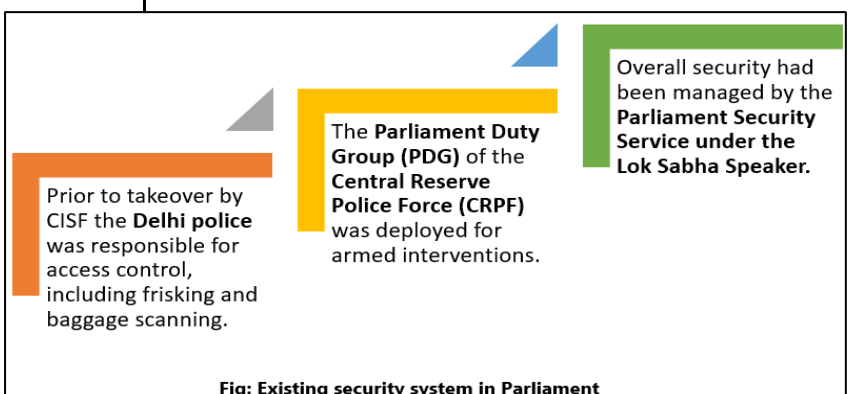 Prior to takeover by
CISF the Delhi police
was responsible for
access control,
including frisking and
baggage scanning.
The Parliament Duty
Group (PDG) of the
Central Reserve
Police Force (CRPF)
was deployed for
armed interventions.
Overall security had
been managed by the
Parliament Security
Service under the
Lok Sabha Speaker.
Fig: Existing security system in Parliament